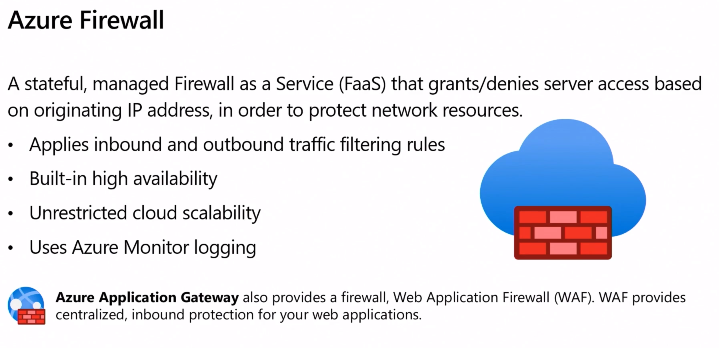 Azure Firewall
A stateful, managed Firewall as a Service (FaaS) that grants/denies server access based
on originating IP address, in order to protect network resources.
• Applies inbound and outbound traffic filtering rules
• Built-in high availability
• Unrestricted cloud scalability
• Uses Azure Monitor logging
Azure Application Gateway also provides a firewall, Web Application Firewall (WAF). WAF provides
centralized, inbound protection for your web applications.